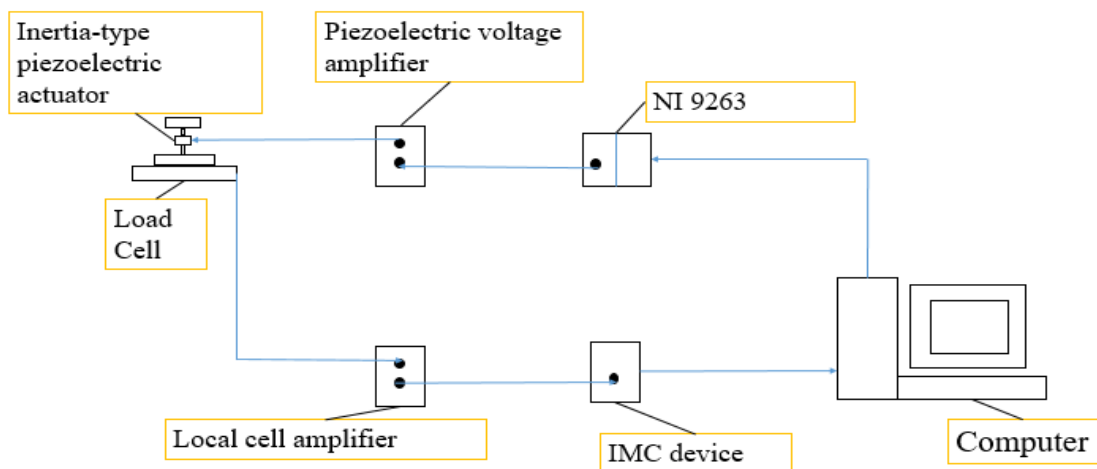 Inertia-type
piezoelectric
actuator
Piezoelectric voltage
amplifier
NI 9263
Load
Cell
Local cell amplifier
IMC device
Computer